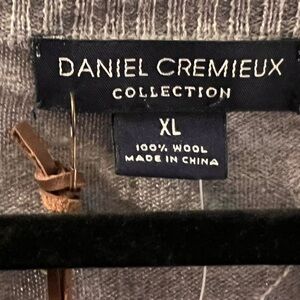 DANIEL CREMIEUX
COLLECTION
XL
100% WOOL
MADE IN CHINA